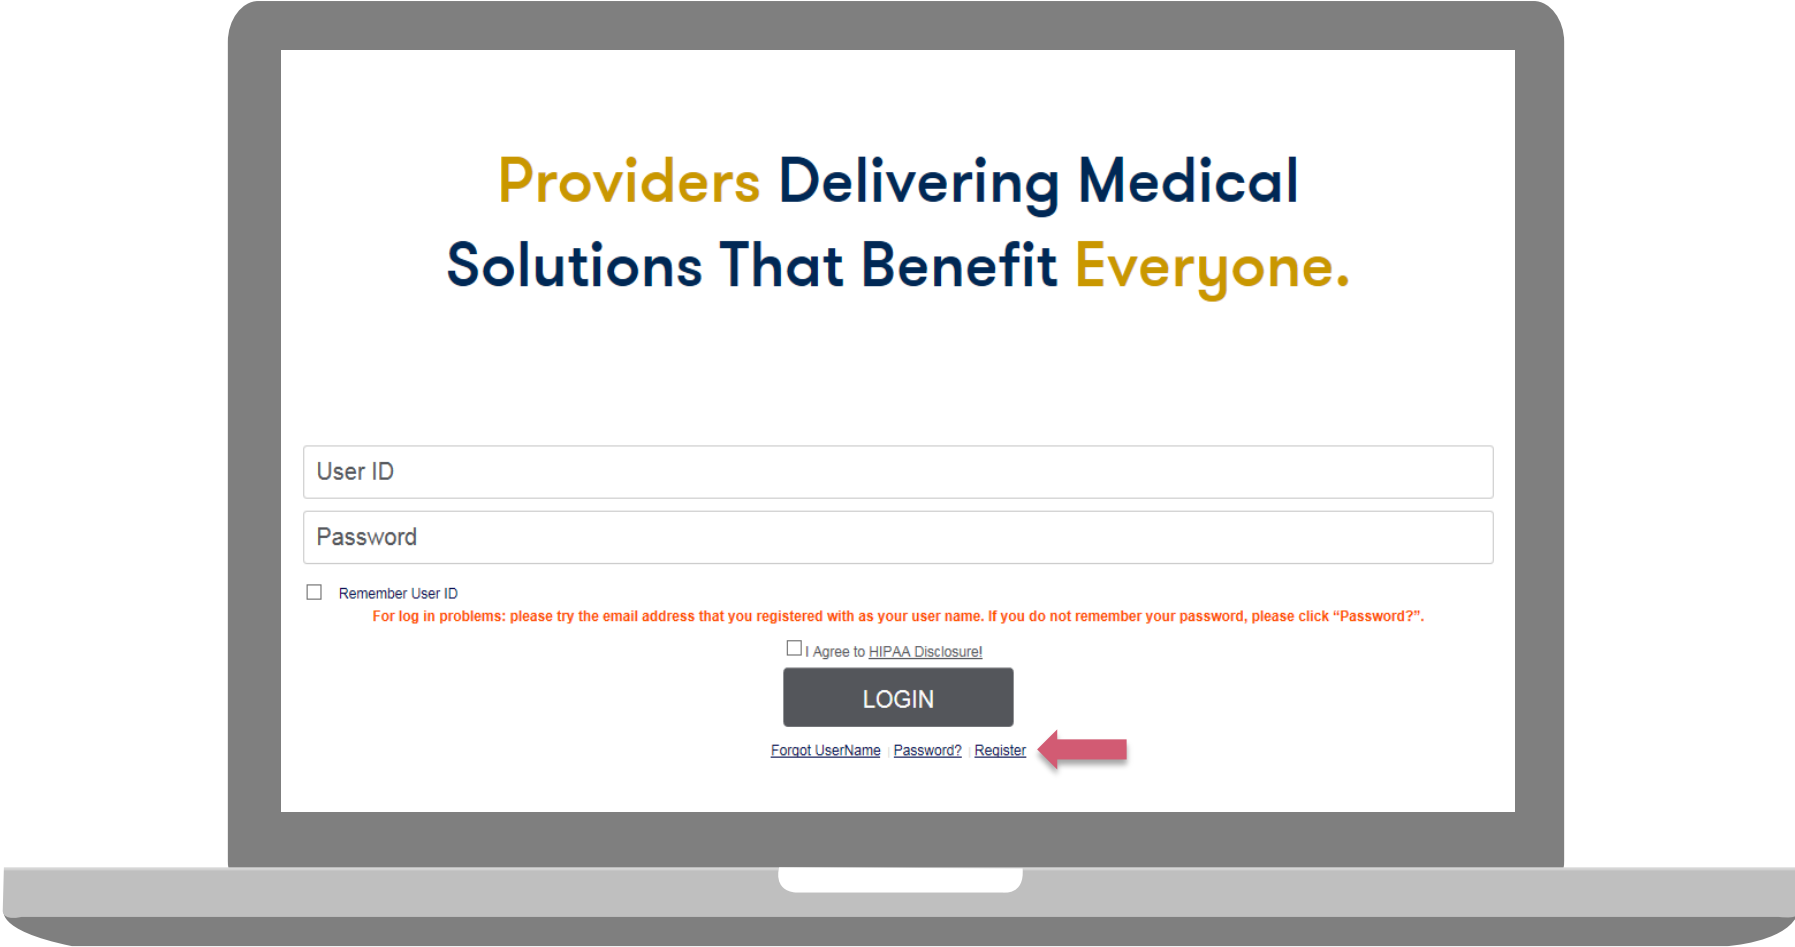 Providers Delivering Medical
Solutions That Benefit Everyone.
User ID
Password
Remember User ID
For log in problems: please try the email address that you registered with as your user name. If you do not remember your password, please click “Password?”.
I Agree to HIPAA Disclosure!
LOGIN
Forgot UserName | Password? | Register